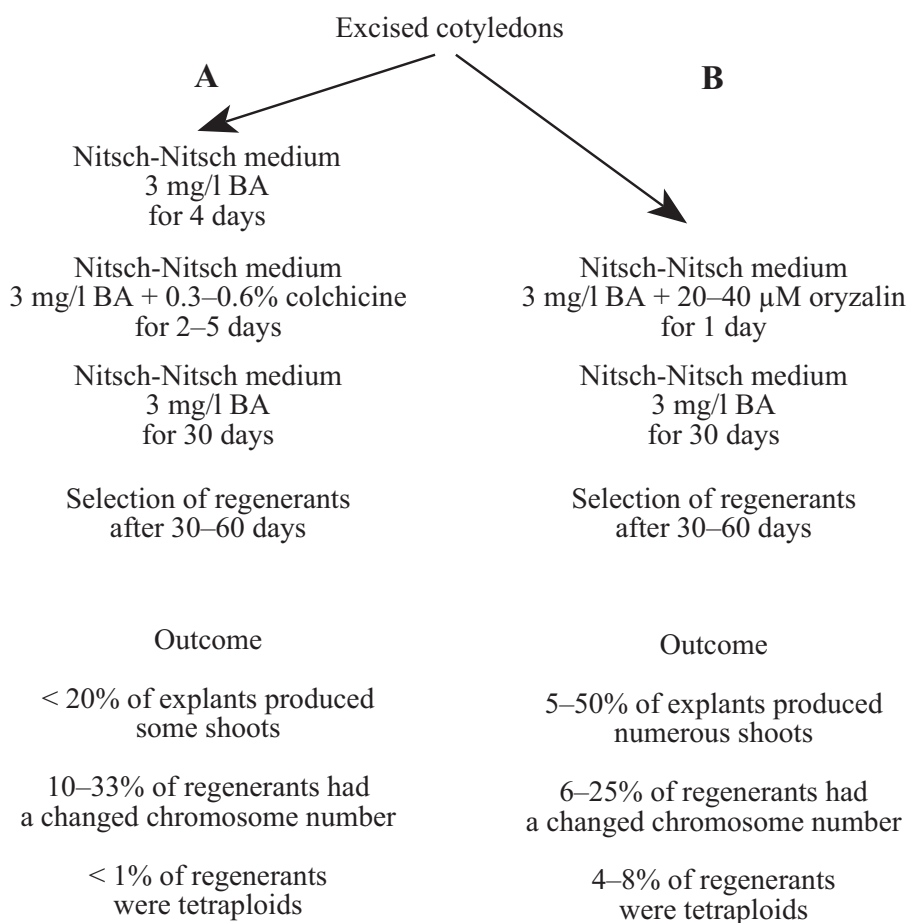 Excised cotyledons
A
Nitsch-Nitsch medium
3 mg/l BA
for 4 days
Nitsch-Nitsch medium
3 mg/l BA + 0.3–0.6% colchicine
for 2–5 days
Nitsch-Nitsch medium
3 mg/l BA
for 30 days
Selection of regenerants
after 30–60 days
Outcome
< 20% of explants produced
some shoots
10–33% of regenerants had
a changed chromosome number
< 1% of regenerants
were tetraploids
B
Nitsch-Nitsch medium
3 mg/l BA + 20–40 µM oryzalin
for 1 day
Nitsch-Nitsch medium
3 mg/l BA
for 30 days
Selection of regenerants
after 30–60 days
Outcome
5–50% of explants produced
numerous shoots
6–25% of regenerants had
a changed chromosome number
4–8% of regenerants
were tetraploids